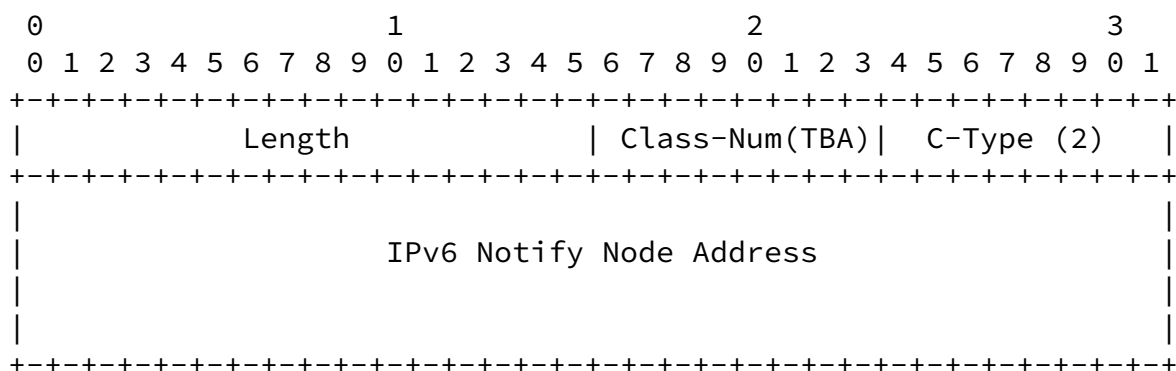 0                   1                   2                   3
 0 1 2 3 4 5 6 7 8 9 0 1 2 3 4 5 6 7 8 9 0 1 2 3 4 5 6 7 8 9 0 1
+-+-+-+-+-+-+-+-+-+-+-+-+-+-+-+-+-+-+-+-+-+-+-+-+-+-+-+-+-+-+-+-+
|            Length             | Class-Num(TBA)|  C-Type (2)   |
+-+-+-+-+-+-+-+-+-+-+-+-+-+-+-+-+-+-+-+-+-+-+-+-+-+-+-+-+-+-+-+-+
|                                                               |
|                    IPv6 Notify Node Address                   |
|                                                               |
|                                                               |
+-+-+-+-+-+-+-+-+-+-+-+-+-+-+-+-+-+-+-+-+-+-+-+-+-+-+-+-+-+-+-+-+